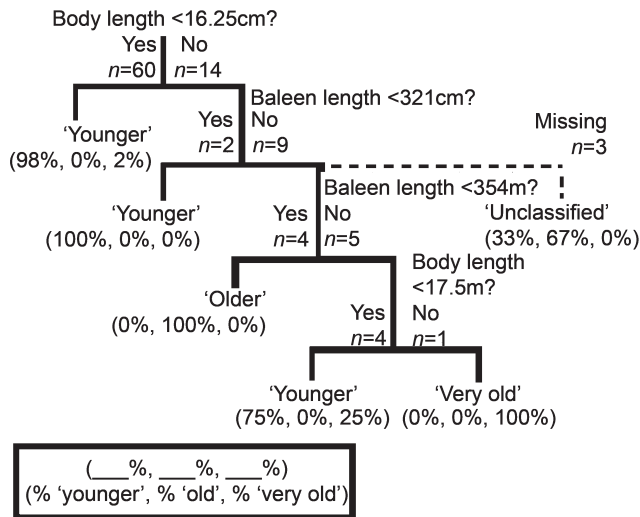 Body length <16.25cm?
Yes No
n=60 n=14
Baleen length <321cm?
Yes No
n=2 n=9
Missing
n=3
'Younger'
(98%, 0%, 2%)
Baleen length <354m?
'Younger'
(100%, 0%, 0%)
Yes No
n=4 n=5
'Unclassified'
(33%, 67%, 0%)
Body length
<17.5m?
'Older'
(0%, 100%, 0%)
Yes No
n=4 n=1
'Younger'
(75%, 0%, 25%)
'Very old'
(0%, 0%, 100%)
(___%, ___%, ___%)
(% 'younger', % 'old', % 'very old')